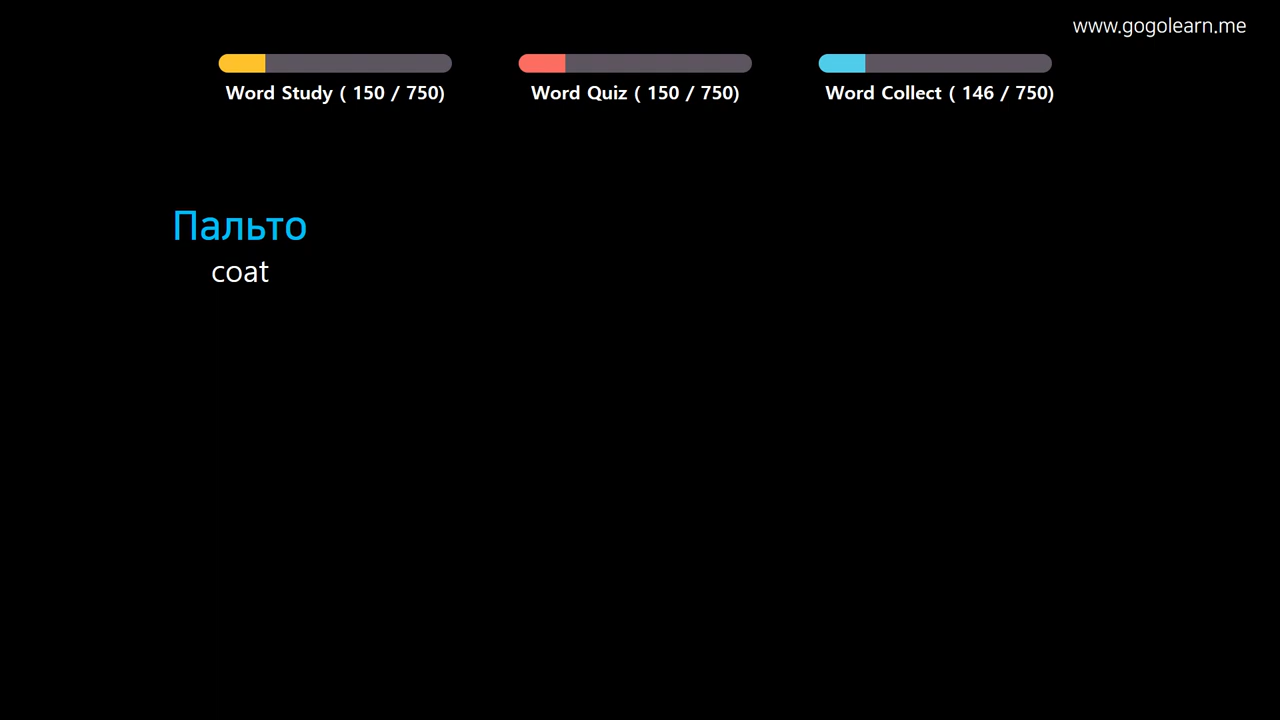 www.gogolearn.me
Word Study ( 150 / 750)
Word Quiz ( 150 / 750)
Word Collect ( 146 / 750)
Пальто
coat